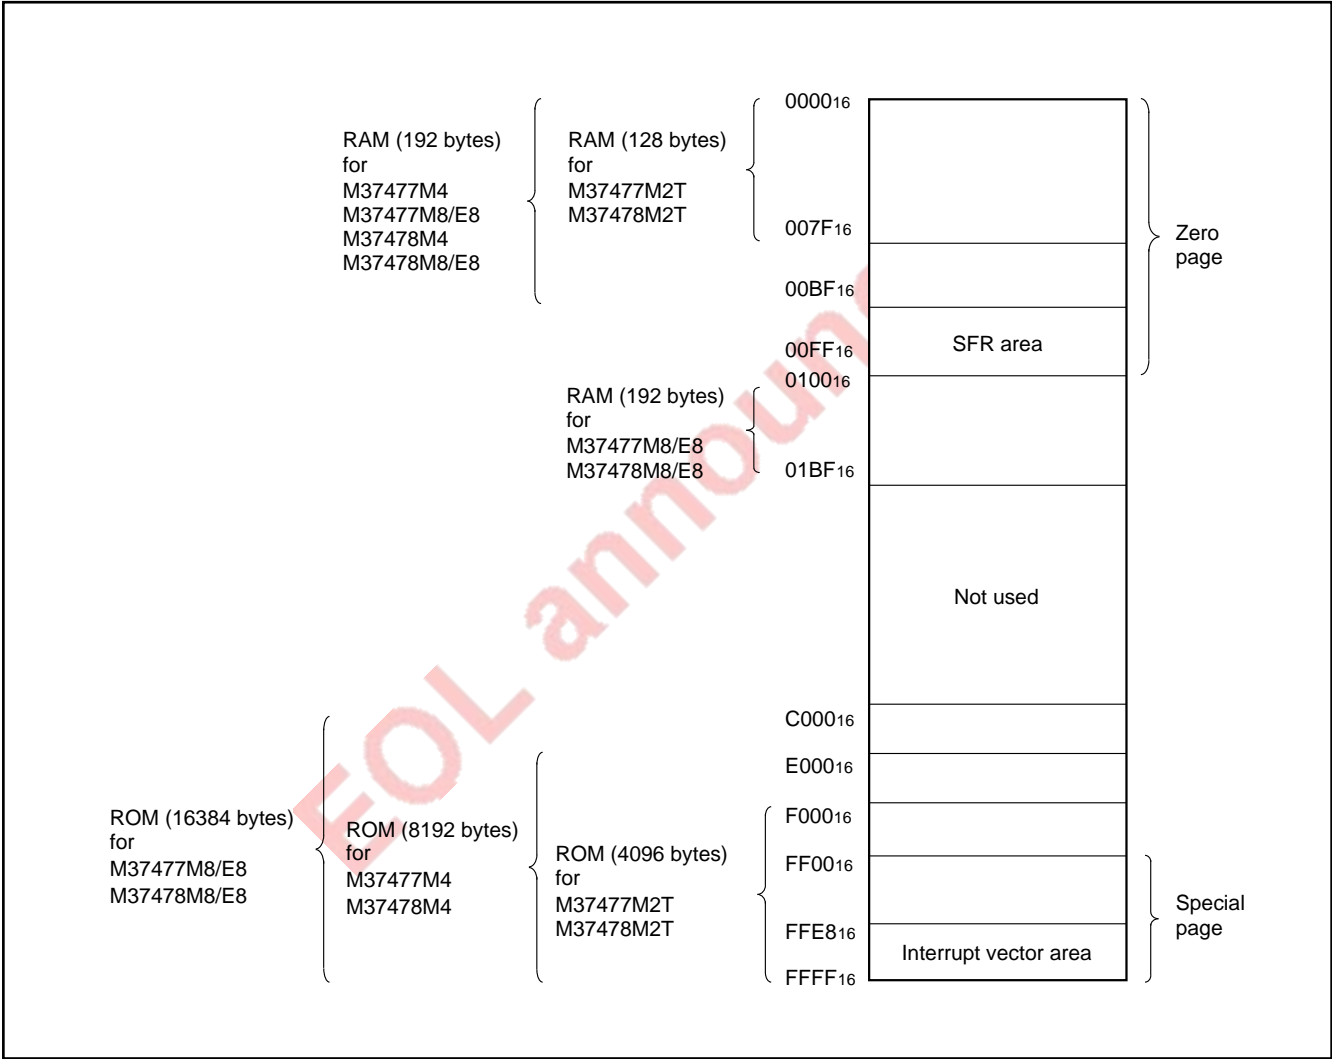 RAM (192 bytes)
for
M37477M4
M37477M8/E8
M37478M4
M37478M8/E8
RAM (128 bytes)
for
M37477M2T
M37478M2T
000016
007F16
00BF16
00FF16
010016
01BF16
Zero
page
SFR area
RAM (192 bytes)
for
M37477M8/E8
M37478M8/E8
Not used
ROM (16384 bytes)
for
M37477M8/E8
M37478M8/E8
ROM (8192 bytes)
for
M37477M4
M37478M4
ROM (4096 bytes)
for
M37477M2T
M37478M2T
C00016
E00016
F00016
FF0016
FFE816
FFFF16
Interrupt vector area
Special
page
EOL announ